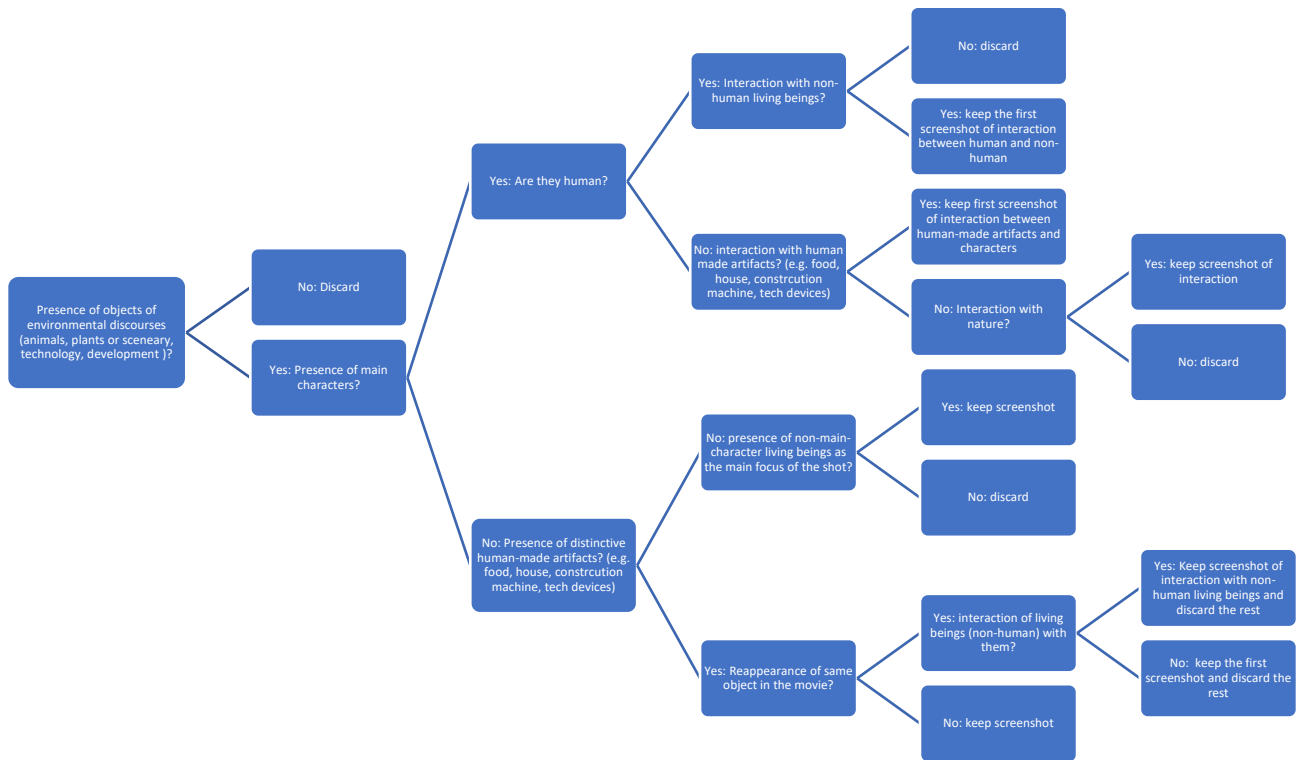 Presence of objects of
environmental discourses
(animals, plants or sceneary,
technology, development )?
No: Discard
Yes: Presence of main
characters?
Yes: Are they human?
Yes: Interaction with non-
human living beings?
No: discard
Yes: keep the first
screenshot of interaction
between human and non-
human
No: interaction with human
made artifacts? (e.g. food,
house, constrcution
machine, tech devices)
Yes: keep first screenshot
of interaction between
human-made artifacts and
characters
No: Interaction with
nature?
Yes: keep screenshot of
interaction
No: discard
No: Presence of distinctive
human-made artifacts? (e.g.
food, house, constrcution
machine, tech devices)
No: presence of non-main-
character living beings as
the main focus of the shot?
Yes: keep screenshot
No: discard
Yes: Reappearance of same
object in the movie?
Yes: interaction of living
beings (non-human) with
them?
Yes: Keep screenshot of
interaction with non-
human living beings and
discard the rest
No:  keep the first
screenshot and discard the
rest
No: keep screenshot